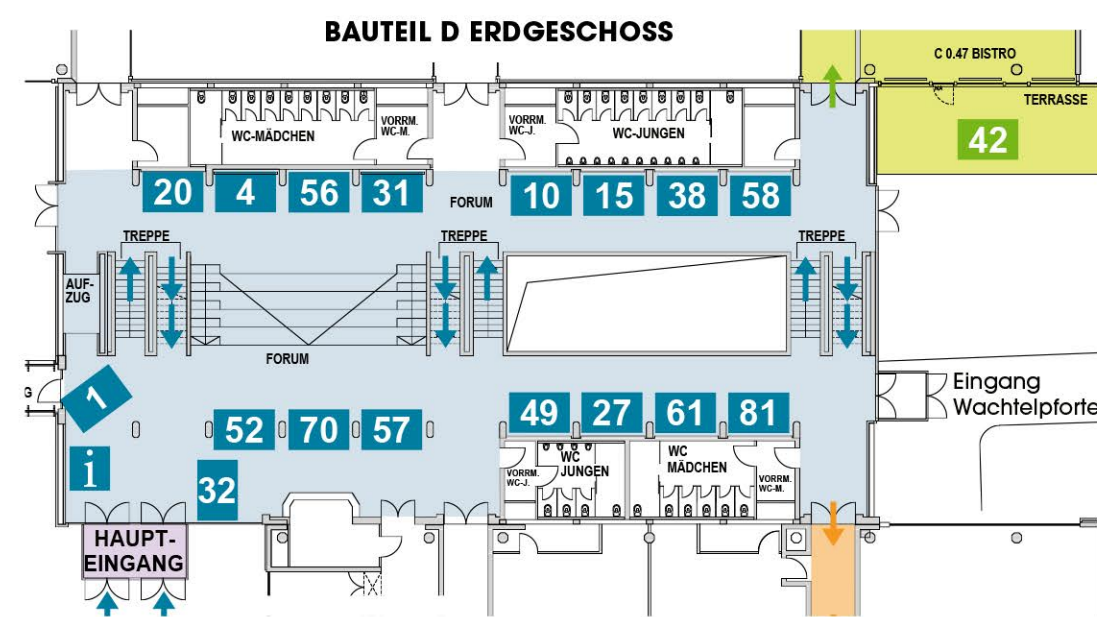 BAUTEIL D ERDGESCHOSS
C 0.47 BISTRO
TERRASSE
42
WC-MÄDCHEN
VORRM.
WC-M.
VORRM.
WC-J.
WC-JUNGEN
20
4
56
31
FORUM
10
15
38
58
TREPPE
TREPPE
TREPPE
AUF-
ZUG
FORUM
G
1
Eingang
Wachtelpforte
52
70
57
49
27
61
81
i
32
VORRM.
WC-J.
WC
JUNGEN
WC
MÄDCHEN
VORRM.
WC-M.
HAUPT-
EINGANG